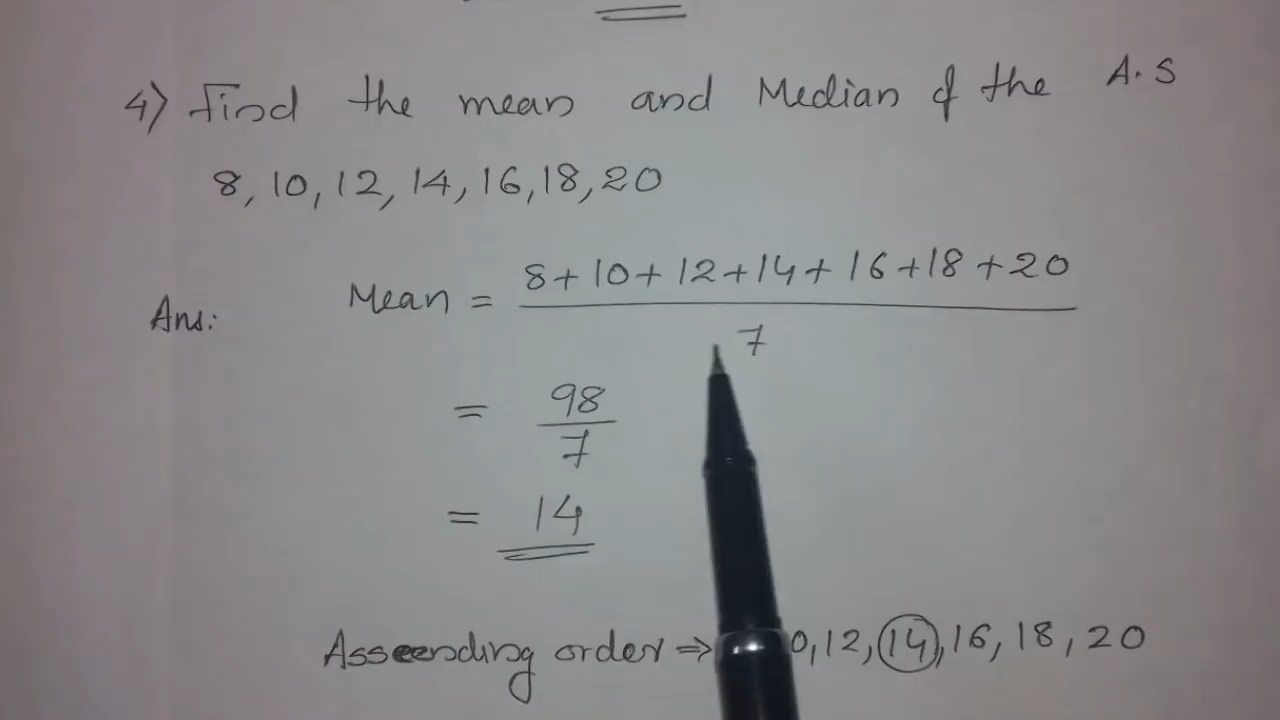 4) Find the mean and Median of the A.S
8, 10, 12, 14, 16, 18, 20
Ans: Mean = 8+10+12+14+16+18+20
7
= 98
7
= 14
Asscending order ⇒ 0, 12, 14, 16, 18, 20